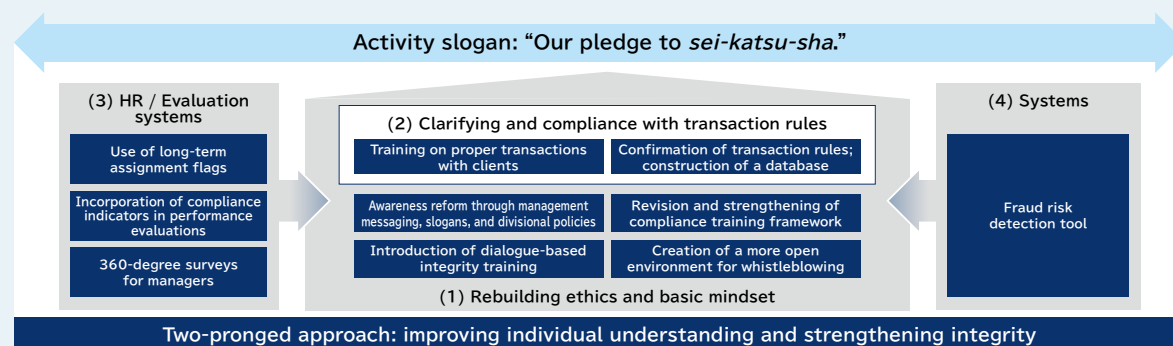 Activity slogan: “Our pledge to sei-katsu-sha.”
(3) HR / Evaluation
systems
Use of long-term
assignment flags
Incorporation of compliance
indicators in performance
evaluations
360-degree surveys
for managers
(2) Clarifying and compliance with transaction rules
Training on proper transactions
with clients
Confirmation of transaction rules;
construction of a database
Awareness reform through management
messaging, slogans, and divisional policies
Revision and strengthening of
compliance training framework
Introduction of dialogue-based
integrity training
Creation of a more open
environment for whistleblowing
(1) Rebuilding ethics and basic mindset
(4) Systems
Fraud risk
detection tool
Two-pronged approach: improving individual understanding and strengthening integrity